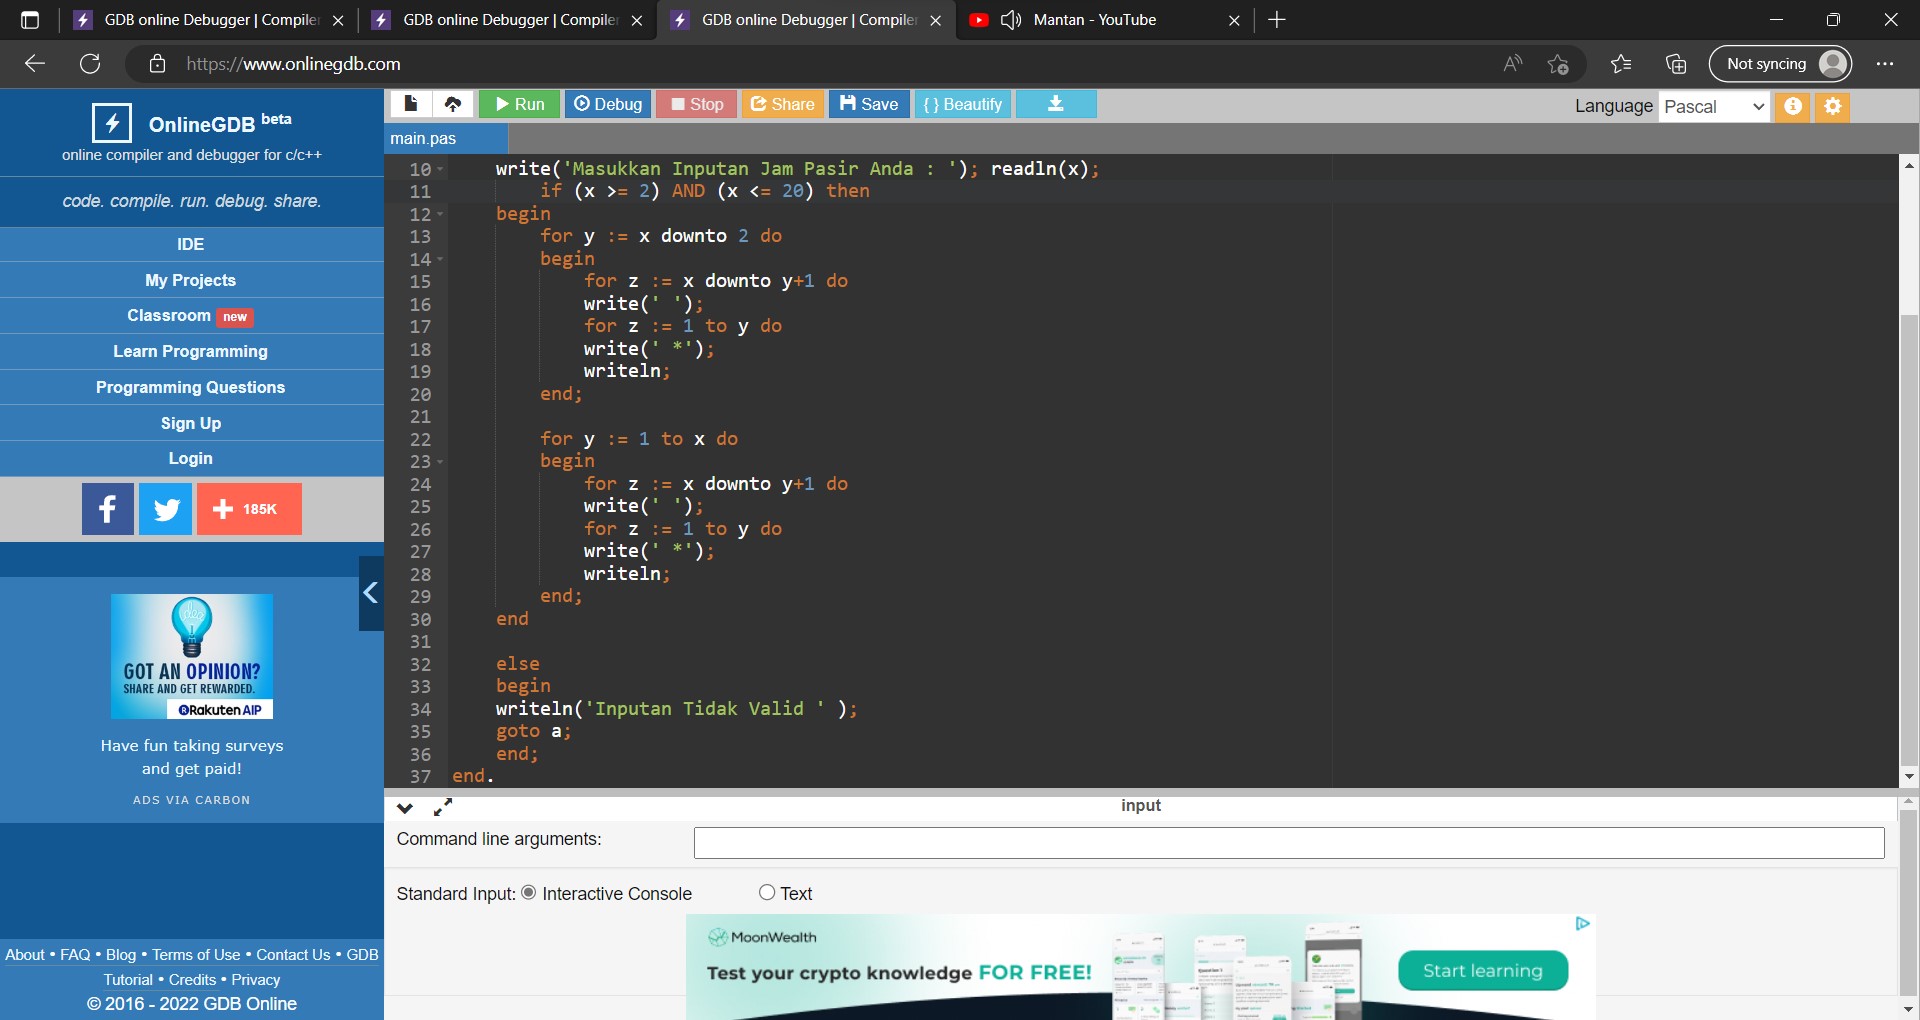 GDB online Debugger | Compiler
GDB online Debugger | Compiler
GDB online Debugger | Compiler
Mantan - YouTube
https://www.onlinegdb.com
Not syncing
OnlineGDB beta
online compiler and debugger for c/c++
code. compile. run. debug. share.
IDE
My Projects
Classroom new
Learn Programming
Programming Questions
Sign Up
Login
185K
GOT AN OPINION?
SHARE AND GET REWARDED.
Rakuten AIP
Have fun taking surveys
and get paid!
ADS VIA CARBON
About • FAQ • Blog • Terms of Use • Contact Us • GDB
Tutorial • Credits • Privacy
© 2016 - 2022 GDB Online
Run Debug Stop Share Save { } Beautify
Language Pascal
main.pas
10 write('Masukkan Inputan Jam Pasir Anda : '); readln(x);
11 if (x >= 2) AND (x <= 20) then
12 begin
13 for y := x downto 2 do
14 begin
15 for z := x downto y+1 do
16 write(' ');
17 for z := 1 to y do
18 write(' *');
19 writeln;
20 end;
21
22 for y := 1 to x do
23 begin
24 for z := x downto y+1 do
25 write(' ');
26 for z := 1 to y do
27 write(' *');
28 writeln;
29 end;
30 end
31
32 else
33 begin
34 writeln('Inputan Tidak Valid ' );
35 goto a;
36 end;
37 end.
input
Command line arguments:
Standard Input: Interactive Console Text
MoonWealth
Test your crypto knowledge FOR FREE!
Start learning